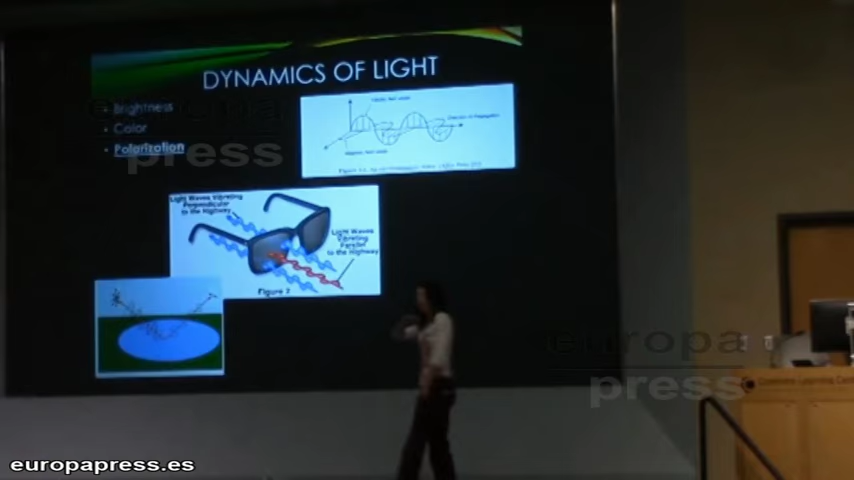 DYNAMICS OF LIGHT
Brightness
Color
Polarization
Light Waves Vibrating
Perpendicular
to the Highway
Light Waves
Vibrating
Parallel
to the Highway
Figure 2
europa
press
europa
press
europapress.es